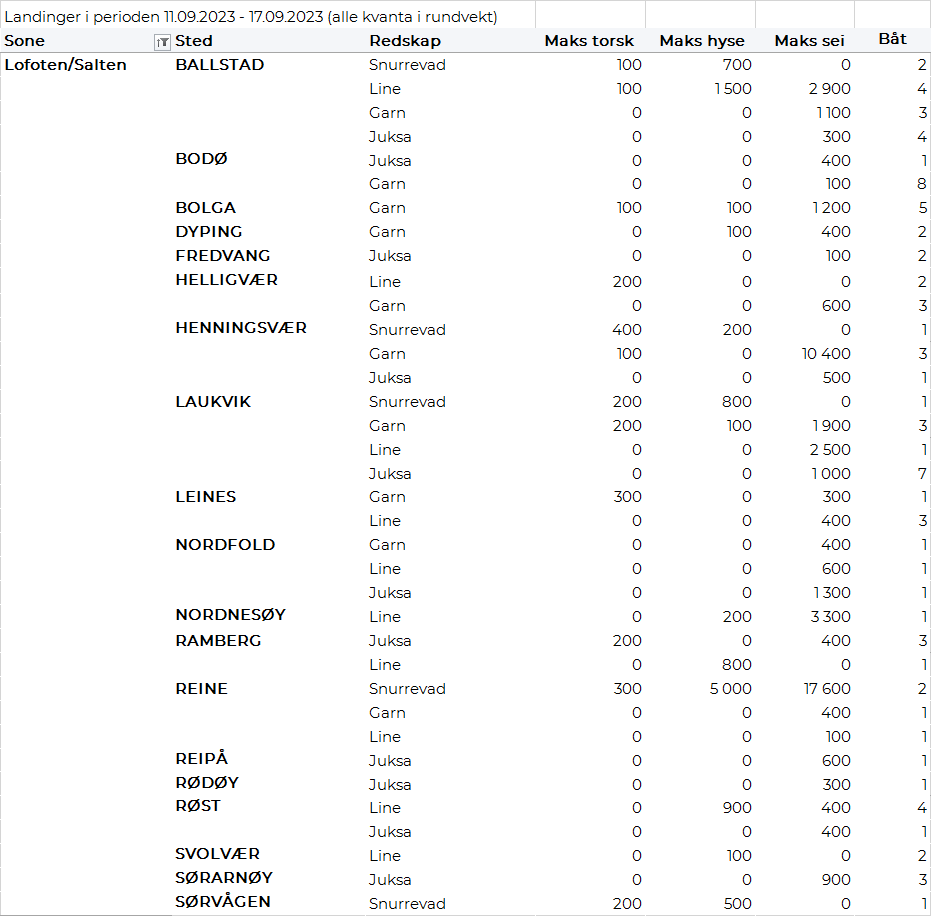 Landinger i perioden 11.09.2023 - 17.09.2023 (alle kvanta i rundvekt)
Sone Sted Redskap Maks torsk Maks hyse Maks sei Båt
Lofoten/Salten BALLSTAD Snurrevad 100 700 0 2
Line 100 1 500 2 900 4
Garn 0 0 1 100 3
Juksa 0 0 300 4
BODØ Juksa 0 0 400 1
Garn 0 0 100 8
BOLGA Garn 100 100 1 200 5
DYPING Garn 0 100 400 2
FREDVANG Juksa 0 0 100 2
HELLIGVÆR Line 200 0 0 2
Garn 0 0 600 3
HENNINGSVÆR Snurrevad 400 200 0 1
Garn 100 0 10 400 3
Juksa 0 0 500 1
LAUKVIK Snurrevad 200 800 0 1
Garn 200 100 1 900 3
Line 0 0 2 500 1
Juksa 0 0 1 000 7
LEINES Garn 300 0 300 1
Line 0 0 400 3
NORDFOLD Garn 0 0 400 1
Line 0 0 600 1
Juksa 0 0 1 300 1
NORDNESØY Line 0 200 3 300 1
RAMBERG Juksa 200 0 400 3
Line 0 800 0 1
REINE Snurrevad 300 5 000 17 600 2
Garn 0 0 400 1
Line 0 0 100 1
REIPÅ Juksa 0 0 600 1
RØDØY Juksa 0 0 300 1
RØST Line 0 900 400 4
Juksa 0 0 400 1
SVOLVÆR Line 0 100 0 2
SØRARNØY Juksa 0 0 900 3
SØRVÅGEN Snurrevad 200 500 0 1